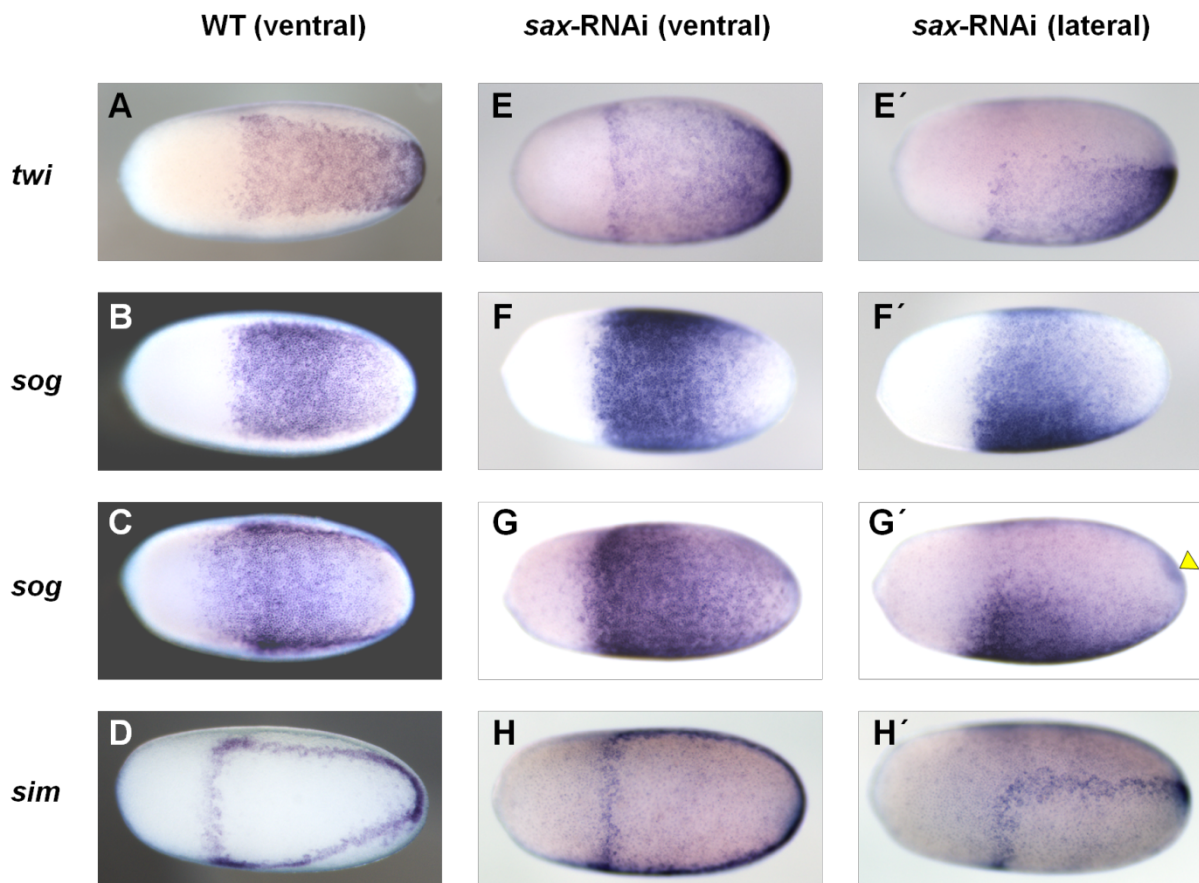 WT (ventral) sax-RNAi (ventral) sax-RNAi (lateral)
twi A E E´
sog B F F´
sog C G G´
sim D H H´